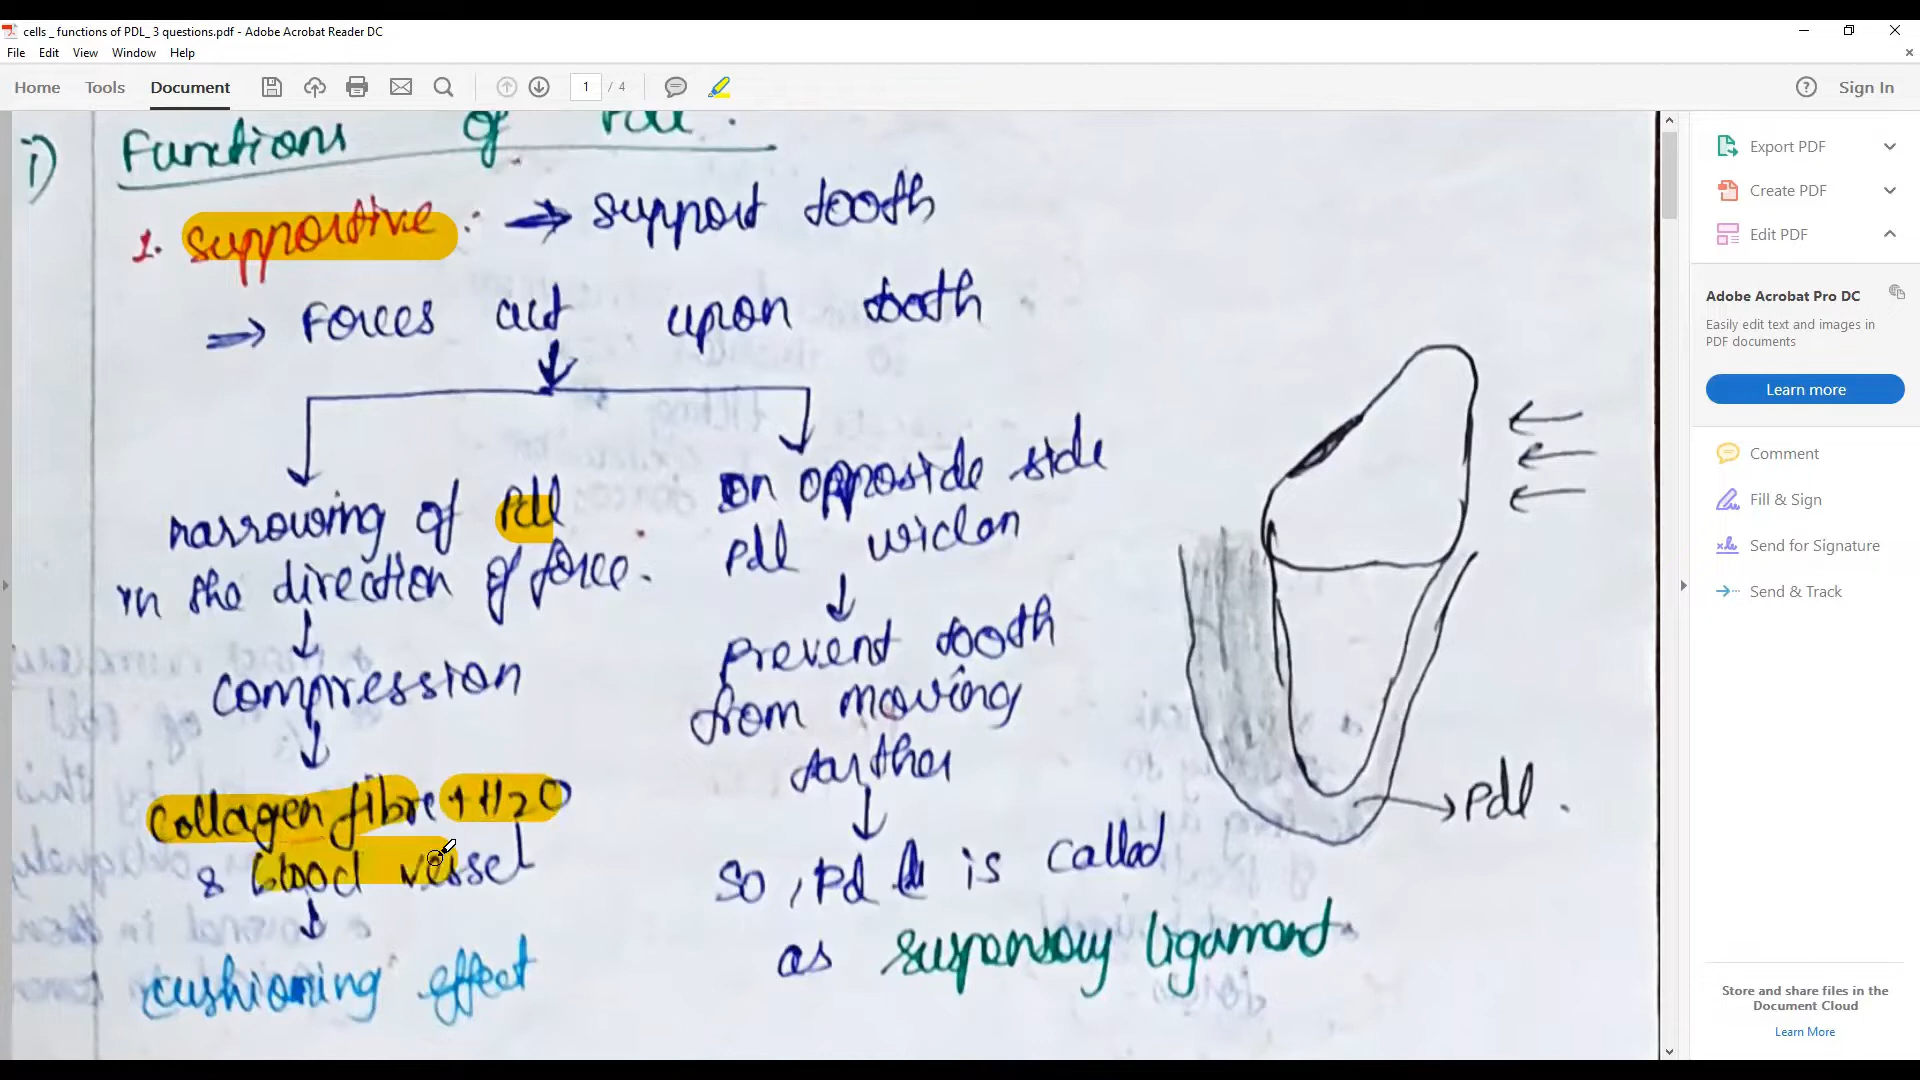 cells _ functions of PDL_ 3 questions.pdf - Adobe Acrobat Reader DC
File Edit View Window Help
Home Tools Document 1 / 4 Sign In
i) Functions of Pdl :
1. supportive : → support tooth
⇒ Forces act upon tooth
narrowing of Pdl
in the direction of force.
↓
compression
↓
collagen fibre + H2O
& blood vessel
↓
cushioning effect
on opposide side
pdl widen
↓
prevent tooth
from moving
farther
↓
so, pdl is called
as suspensory ligament
pdl.
Export PDF
Create PDF
Edit PDF
Adobe Acrobat Pro DC
Easily edit text and images in
PDF documents
Learn more
Comment
Fill & Sign
Send for Signature
Send & Track
Store and share files in the
Document Cloud
Learn More